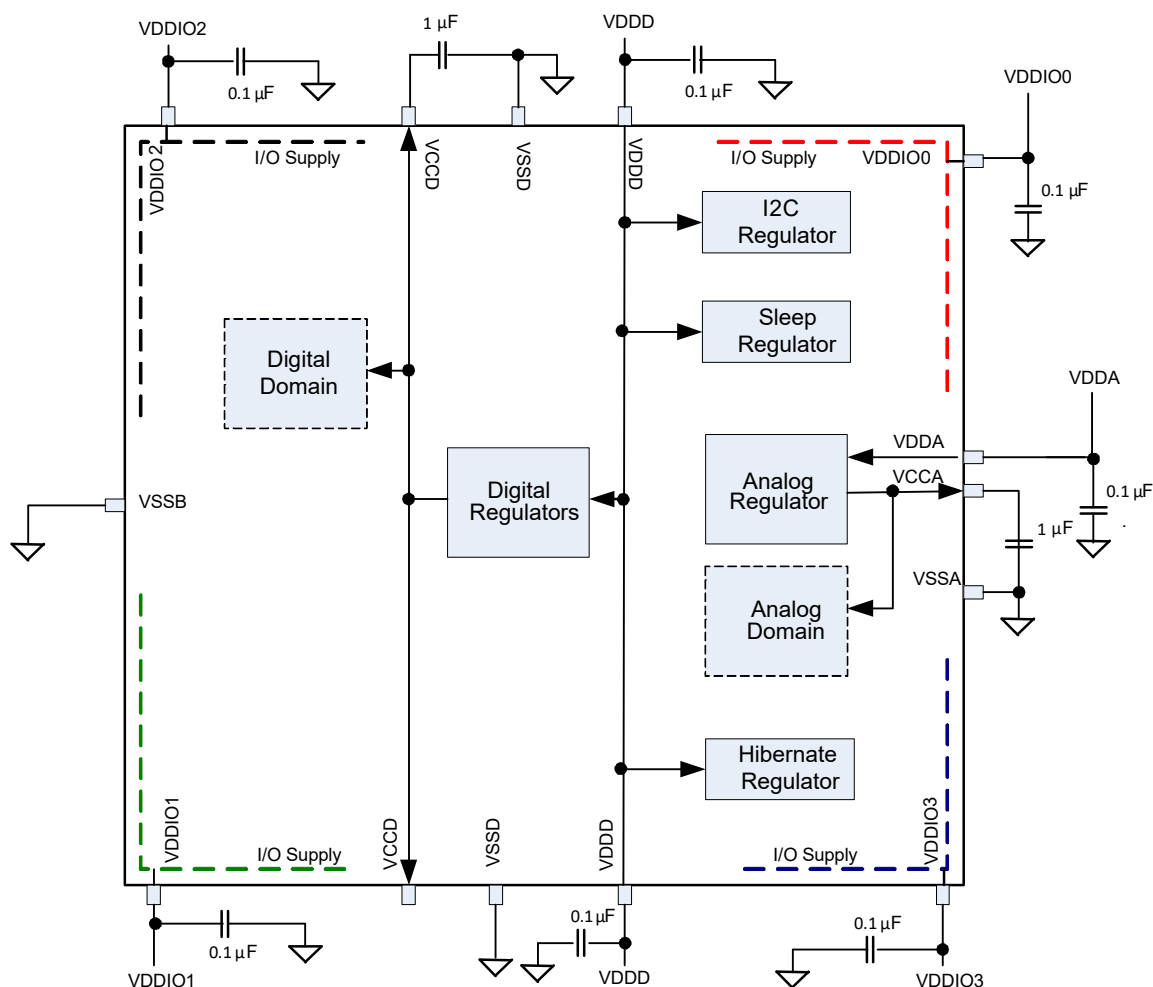 VDDIO2
0.1 µF
1 µF
VDDD
0.1 µF
VDDIO0
0.1 µF
VDDIO 2
I/O Supply
VCCD
VSSD
VDDD
I/O Supply
VDDIO0
I2C
Regulator
Sleep
Regulator
Digital
Domain
VDDA
VDDA
VCCA
Analog
Regulator
0.1 µF
1 µF
.
Digital
Regulators
VSSB
VSSA
Analog
Domain
Hibernate
Regulator
VDDIO1
I/O Supply
VCCD
VSSD
VDDD
I/O Supply
VDDIO3
0.1 µF
VDDIO1
0.1 µF
VDDD
0.1 µF
VDDIO3